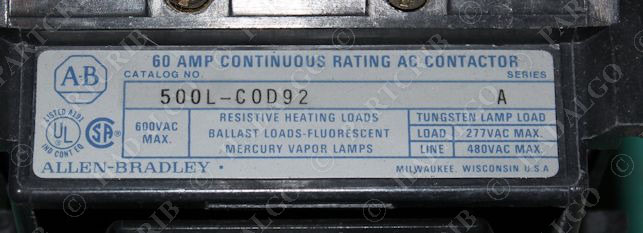 60 AMP CONTINUOUS RATING AC CONTACTOR
A-B
CATALOG NO. SERIES
500L-COD92 A
LISTED 8191
UL
IND CONT EQ
SA
600VAC MAX.
RESISTIVE HEATING LOADS
BALLAST LOADS-FLUORESCENT
MERCURY VAPOR LAMPS
TUNGSTEN LAMP LOAD
LOAD 277VAC MAX.
LINE 480VAC MAX.
ALLEN-BRADLEY · MILWAUKEE, WISCONSIN U.S.A